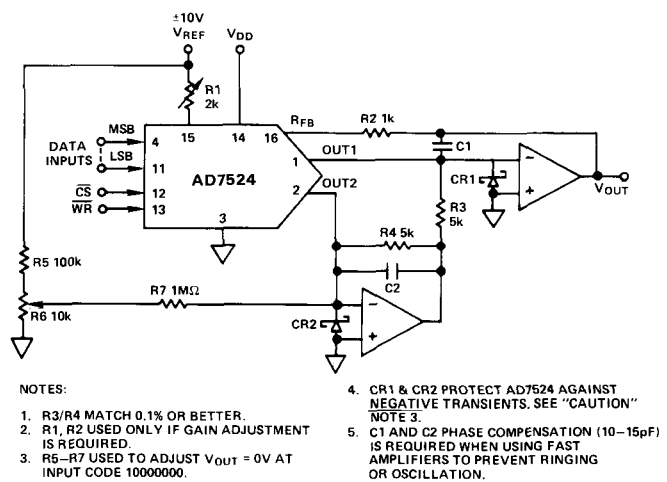 ±10V
VREF
VDD
R1
2k
RFB
R2 1k
C1
MSB
4
15
14
16
DATA
INPUTS
LSB
11
AD7524
1
OUT1
2
OUT2
CS
12
WR
13
3
CR1
−
+
VOUT
R3
5k
R4 5k
C2
R5 100k
R7 1MΩ
R6 10k
CR2
−
+
NOTES:
1. R3/R4 MATCH 0.1% OR BETTER.
2. R1, R2 USED ONLY IF GAIN ADJUSTMENT
IS REQUIRED.
3. R5–R7 USED TO ADJUST VOUT = 0V AT
INPUT CODE 10000000.
4. CR1 & CR2 PROTECT AD7524 AGAINST
NEGATIVE TRANSIENTS. SEE "CAUTION"
NOTE 3.
5. C1 AND C2 PHASE COMPENSATION (10–15pF)
IS REQUIRED WHEN USING FAST
AMPLIFIERS TO PREVENT RINGING
OR OSCILLATION.